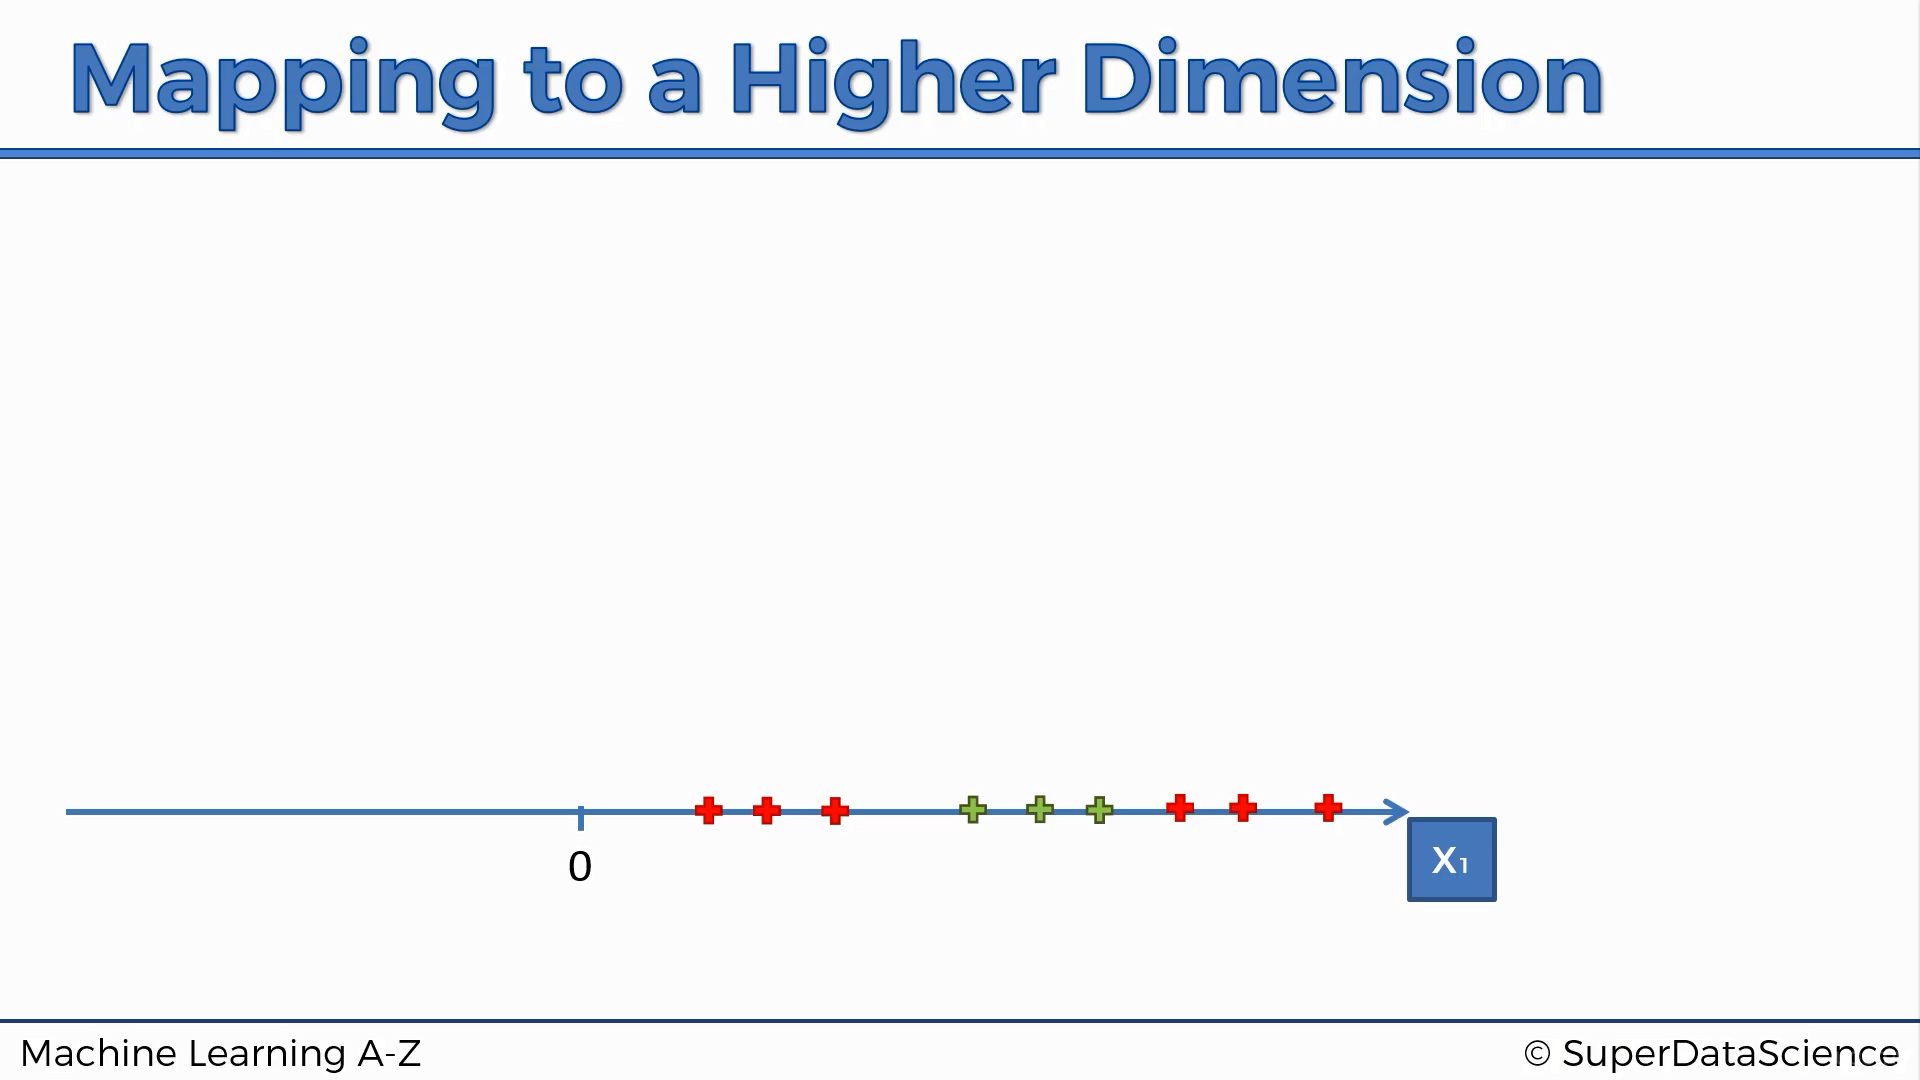 Mapping to a Higher Dimension
0
X₁
Machine Learning A-Z
© SuperDataScience